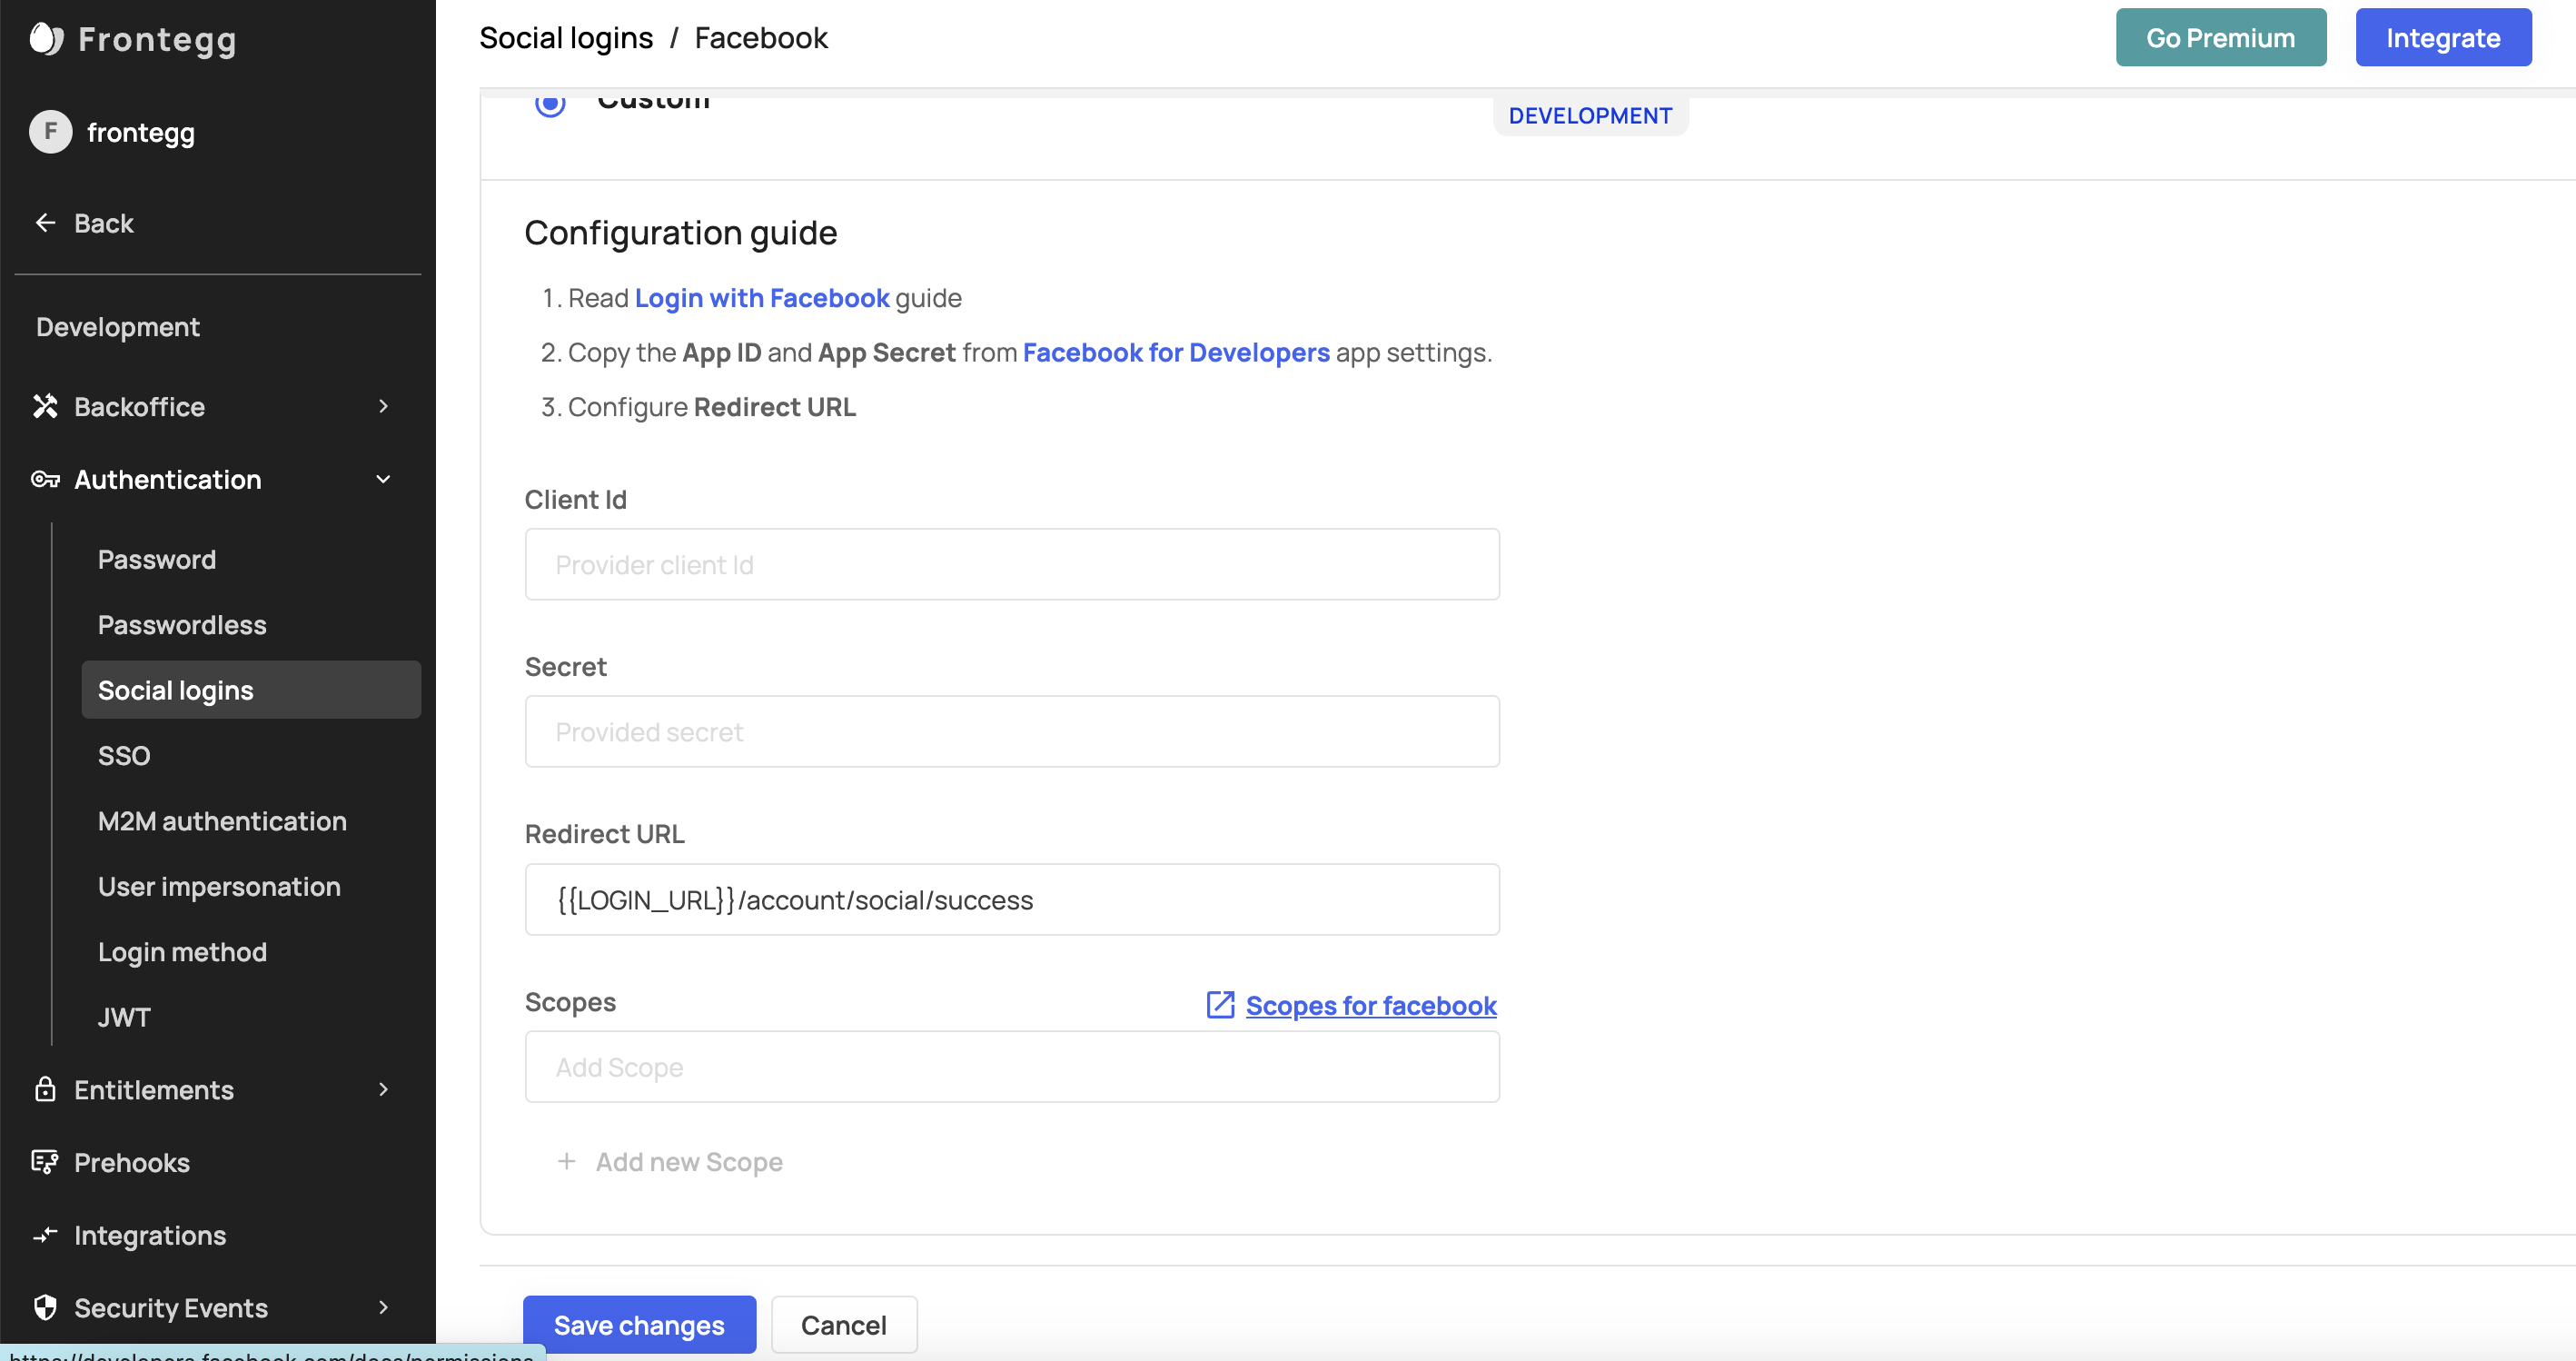 Frontegg
Social logins / Facebook
Go Premium
Integrate
F frontegg
Custom
DEVELOPMENT
Back
Development
Backoffice
Authentication
Password
Passwordless
Social logins
SSO
M2M authentication
User impersonation
Login method
JWT
Entitlements
Prehooks
Integrations
Security Events
Configuration guide
1. Read Login with Facebook guide
2. Copy the App ID and App Secret from Facebook for Developers app settings.
3. Configure Redirect URL
Client Id
Provider client Id
Secret
Provided secret
Redirect URL
{{LOGIN_URL}}/account/social/success
Scopes
Scopes for facebook
Add Scope
+ Add new Scope
Save changes
Cancel
https://developers.facebook.com/docs/permissions